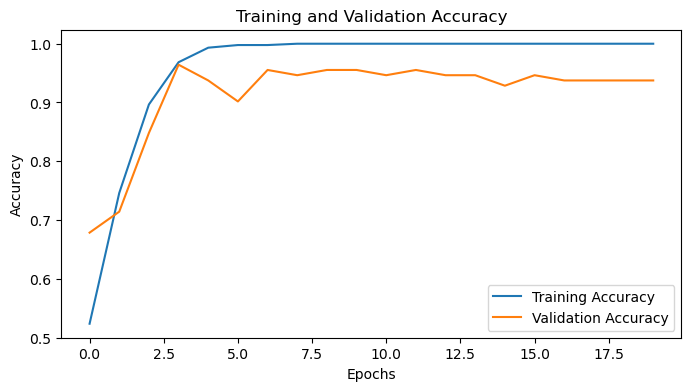 Training and Validation Accuracy
1.0
0.9
0.8
0.7
0.6
0.5
Accuracy
Training Accuracy
Validation Accuracy
0.0 2.5 5.0 7.5 10.0 12.5 15.0 17.5
Epochs